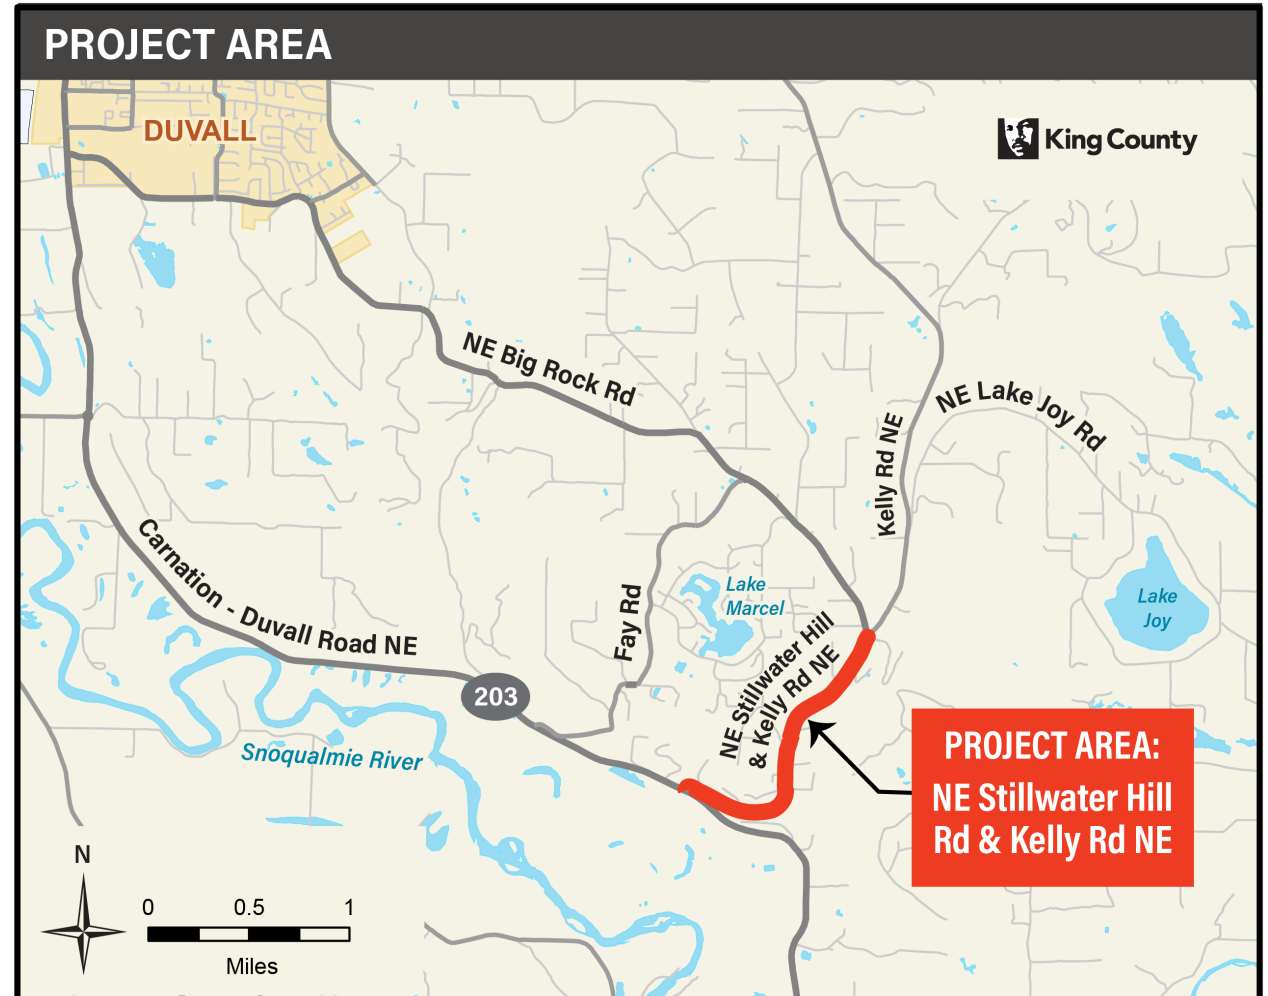 PROJECT AREA
DUVALL
King County
NE Big Rock Rd
NE Lake Joy Rd
Kelly Rd NE
Carnation - Duvall Road NE
Fay Rd
Lake
Marcel
Lake
Joy
NE Stillwater Hill
& Kelly Rd NE
203
Snoqualmie River
PROJECT AREA:
NE Stillwater Hill
Rd & Kelly Rd NE
N
0 0.5 1
Miles